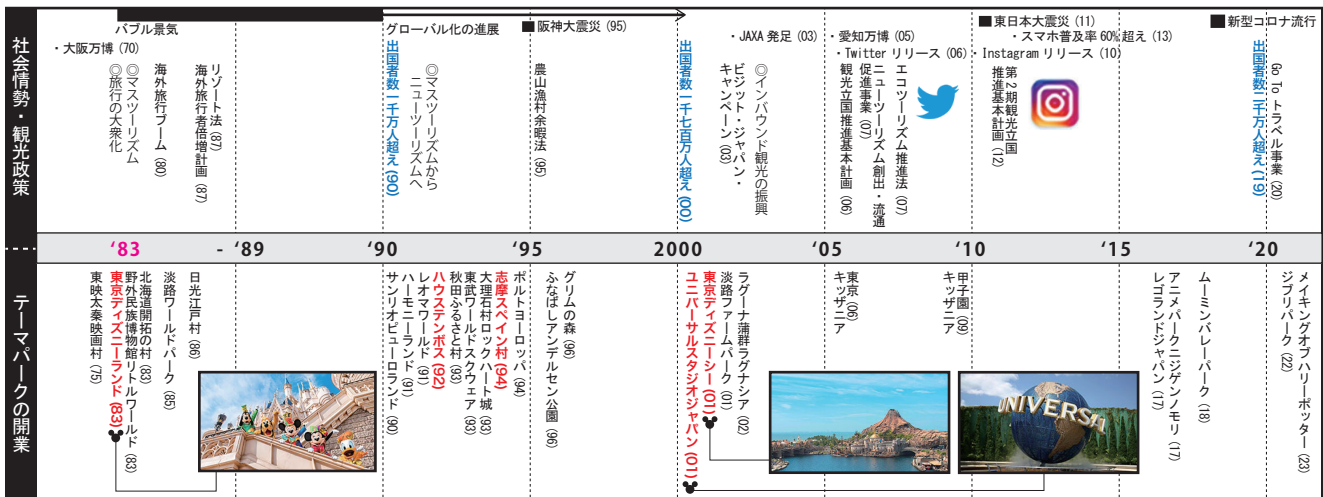 社会情勢・観光政策
バブル景気
・大阪万博 (70)
◎マスツーリズム
◎旅行の大衆化
海外旅行ブーム (80)
リゾート法 (87)
海外旅行者倍増計画 (87)
グローバル化の進展
出国者数一千万人超え (90)
◎マスツーリズムから
ニューツーリズムへ
■阪神大震災 (95)
農山漁村余暇法 (95)
出国者数一千七百万人超え (00)
・JAXA 発足 (03)
ビジット・ジャパン・
キャンペーン (03)
◎インバウンド観光の振興
・愛知万博 (05)
・Twitter リリース (06)
観光立国推進基本計画 (06)
ニューツーリズム創出・流通
促進事業 (07)
エコツーリズム推進法 (07)
■東日本大震災 (11)
・スマホ普及率 60% 超え (13)
・Instagram リリース (10)
第2期観光立国
推進基本計画 (12)
■新型コロナ流行
出国者数二千万人超え (19)
Go To トラベル事業 (20)
‘83
- ‘89
‘90
‘95
2000
‘05
‘10
‘15
‘20
テーマパークの開業
東映太秦映画村 (75)
東京ディズニーランド (83)
野外民族博物館リトルワールド (83)
北海道開拓の村 (83)
淡路ワールドパーク (85)
日光江戸村 (86)
サンリオピューロランド (90)
ハーモニーランド (91)
レオマワールド (91)
ハウステンボス (92)
秋田ふるさと村 (93)
東武ワールドスクウェア (93)
大理石村ロックハート城 (93)
志摩スペイン村 (94)
ポルトヨーロッパ (94)
ふなばしアンデルセン公園 (96)
グリムの森 (96)
ユニバーサルスタジオジャパン (01)
東京ディズニーシー (01)
淡路ファームパーク (01)
ラグーナ蒲群ラグナシア (02)
キッザニア
東京 (06)
キッザニア
甲子園 (09)
レゴランドジャパン (17)
アニメパークニジゲンノモリ (17)
ムーミンバレーパーク (18)
ジブリパーク (22)
メイキングオブハリーポッター (23)
UNIVERSAL